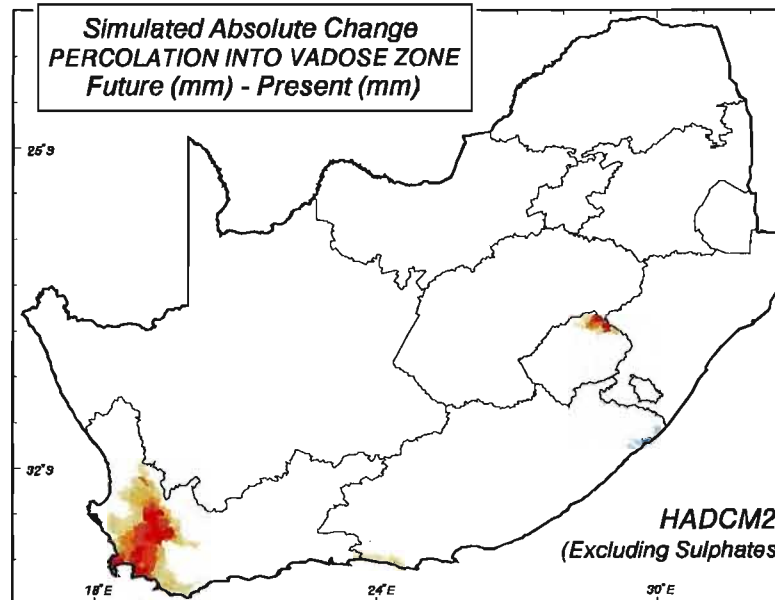 Simulated Absolute Change
PERCOLATION INTO VADOSE ZONE
Future (mm) - Present (mm)
25°S
32°S
HADCM2
(Excluding Sulphates
18°E
24°E
30°E